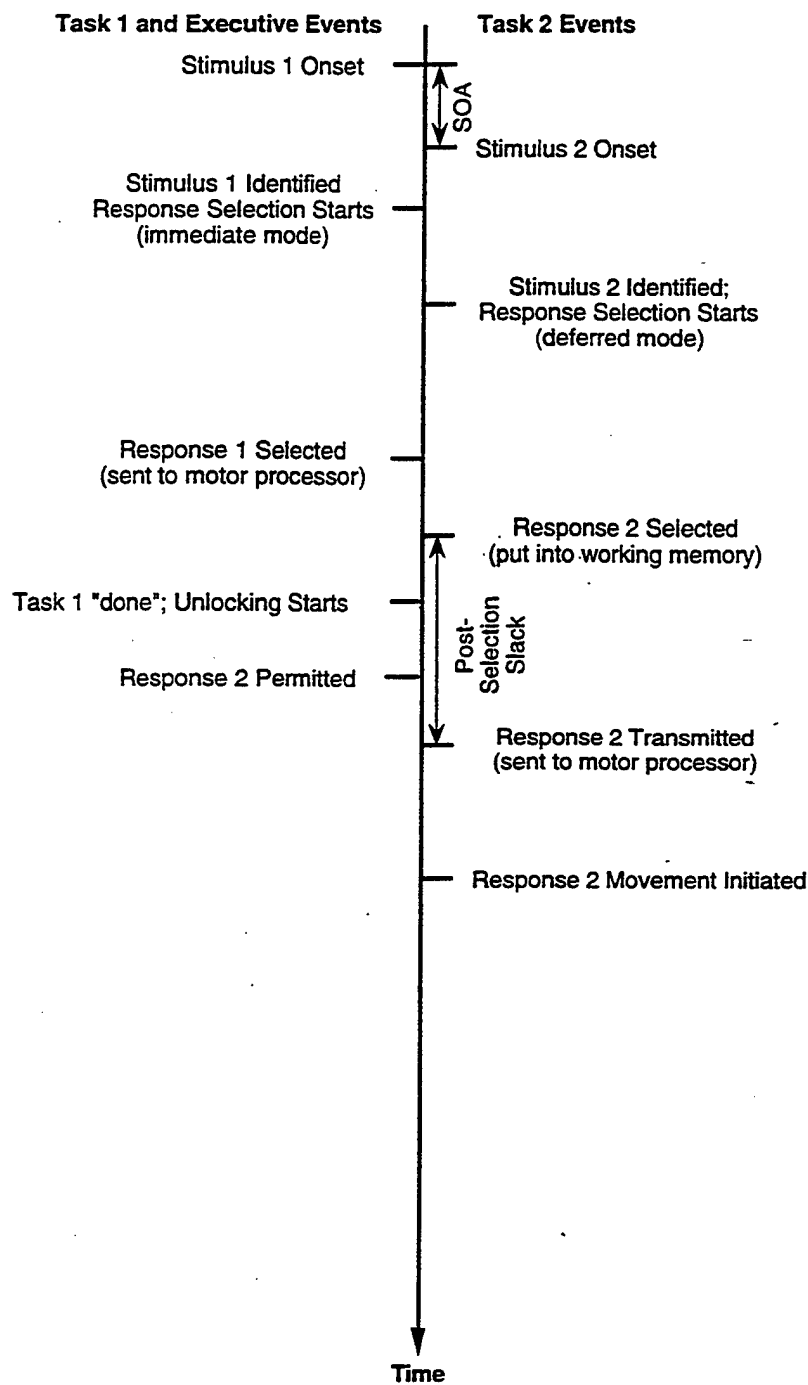 Task 1 and Executive Events
Task 2 Events
Stimulus 1 Onset
SOA
Stimulus 2 Onset
Stimulus 1 Identified
Response Selection Starts
(immediate mode)
Stimulus 2 Identified;
Response Selection Starts
(deferred mode)
Response 1 Selected
(sent to motor processor)
Response 2 Selected
(put into working memory)
Task 1 "done"; Unlocking Starts
Post-
Selection
Slack
Response 2 Permitted
Response 2 Transmitted
(sent to motor processor)
Response 2 Movement Initiated
Time